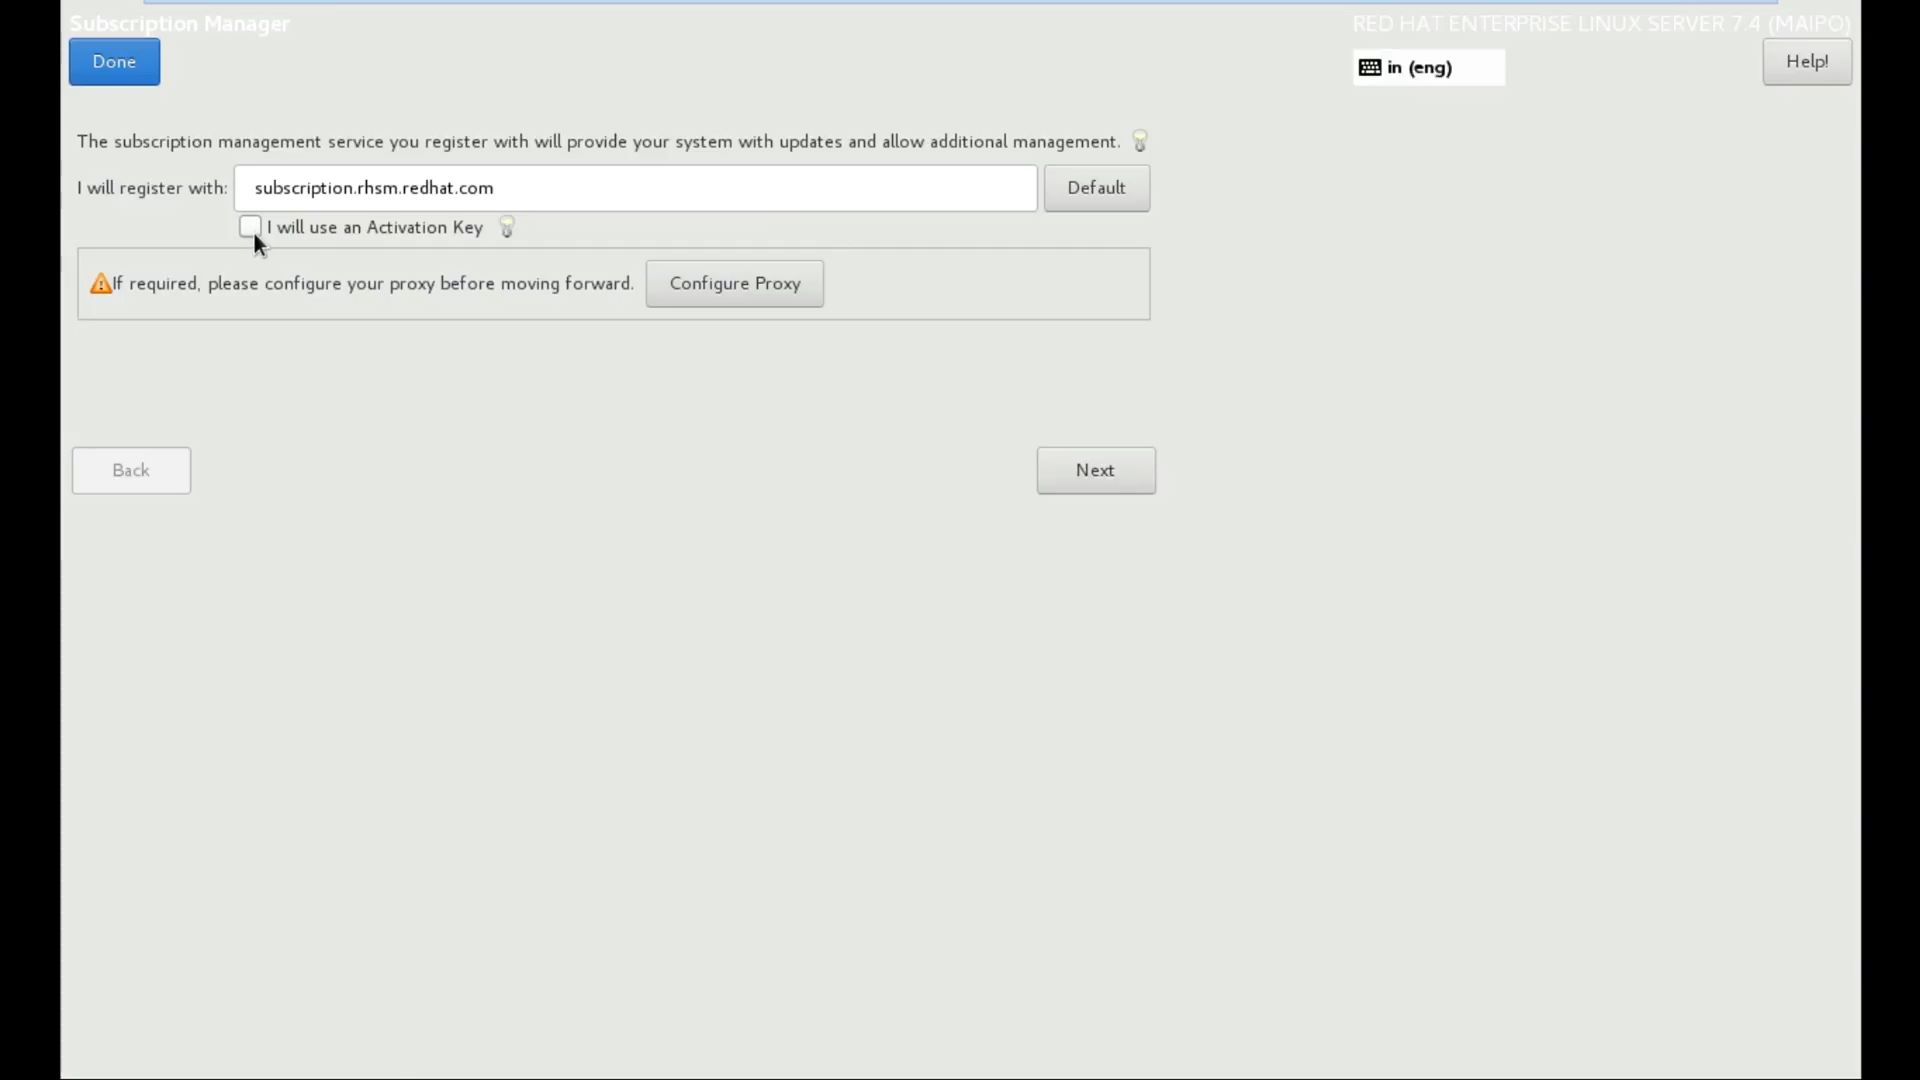 Subscription Manager
RED HAT ENTERPRISE LINUX SERVER 7.4 (MAIPO)
Done
in (eng)
Help!
The subscription management service you register with will provide your system with updates and allow additional management.
I will register with: subscription.rhsm.redhat.com Default
I will use an Activation Key
If required, please configure your proxy before moving forward. Configure Proxy
Back
Next